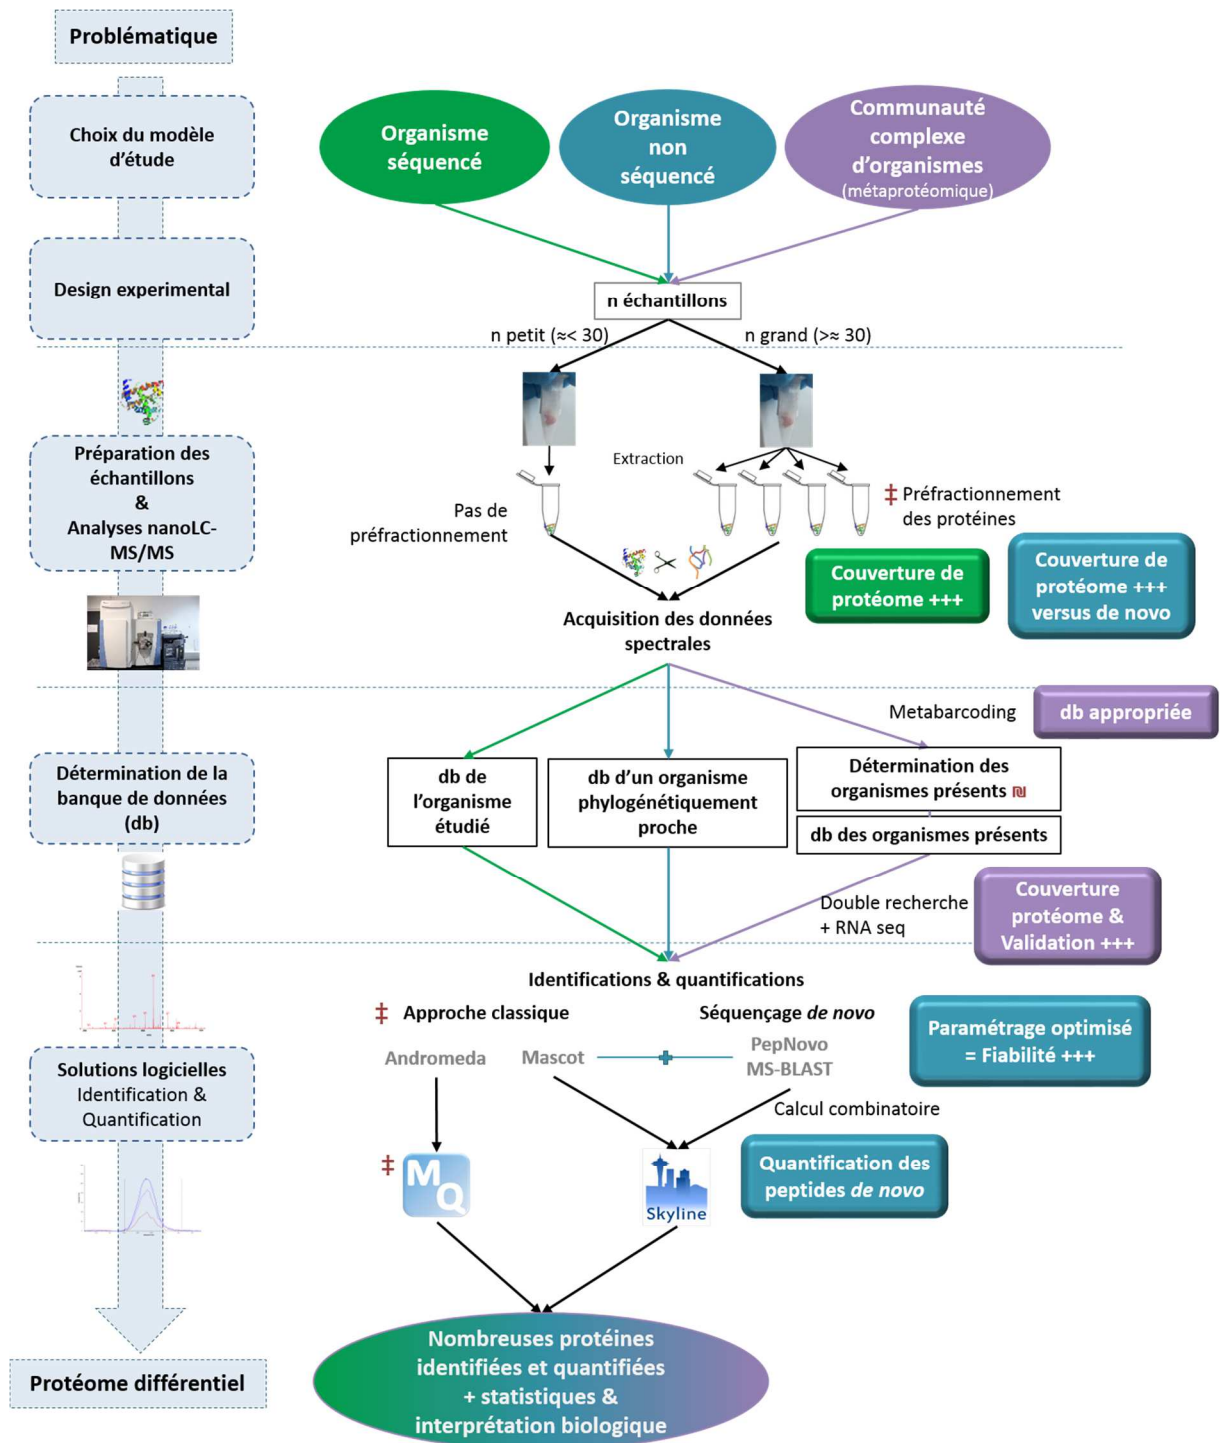 Problématique
Choix du modèle
d'étude
Organisme
séquencé
Organisme
non
séquencé
Communauté
complexe
d'organismes
(métaprotéomique)
Design experimental
n échantillons
n petit (≈< 30)
n grand (>≈ 30)
Préparation des
échantillons
&
Analyses nanoLC-
MS/MS
Extraction
Pas de
préfractionnement
‡ Préfractionnement
des protéines
Couverture de
protéome +++
Couverture de
protéome +++
versus de novo
Acquisition des données
spectrales
Metabarcoding
db appropriée
Détermination de la
banque de données
(db)
db de
l'organisme
étudié
db d'un organisme
phylogénétiquement
proche
Détermination des
organismes présents ₪
db des organismes présents
Double recherche
+ RNA seq
Couverture
protéome &
Validation +++
Identifications & quantifications
‡ Approche classique
Séquençage de novo
Paramétrage optimisé
= Fiabilité +++
Andromeda
Mascot
PepNovo
MS-BLAST
Solutions logicielles
Identification &
Quantification
Calcul combinatoire
‡
M
Q
Skyline
Quantification des
peptides de novo
Nombreuses protéines
identifiées et quantifiées
+ statistiques &
interprétation biologique
Protéome différentiel